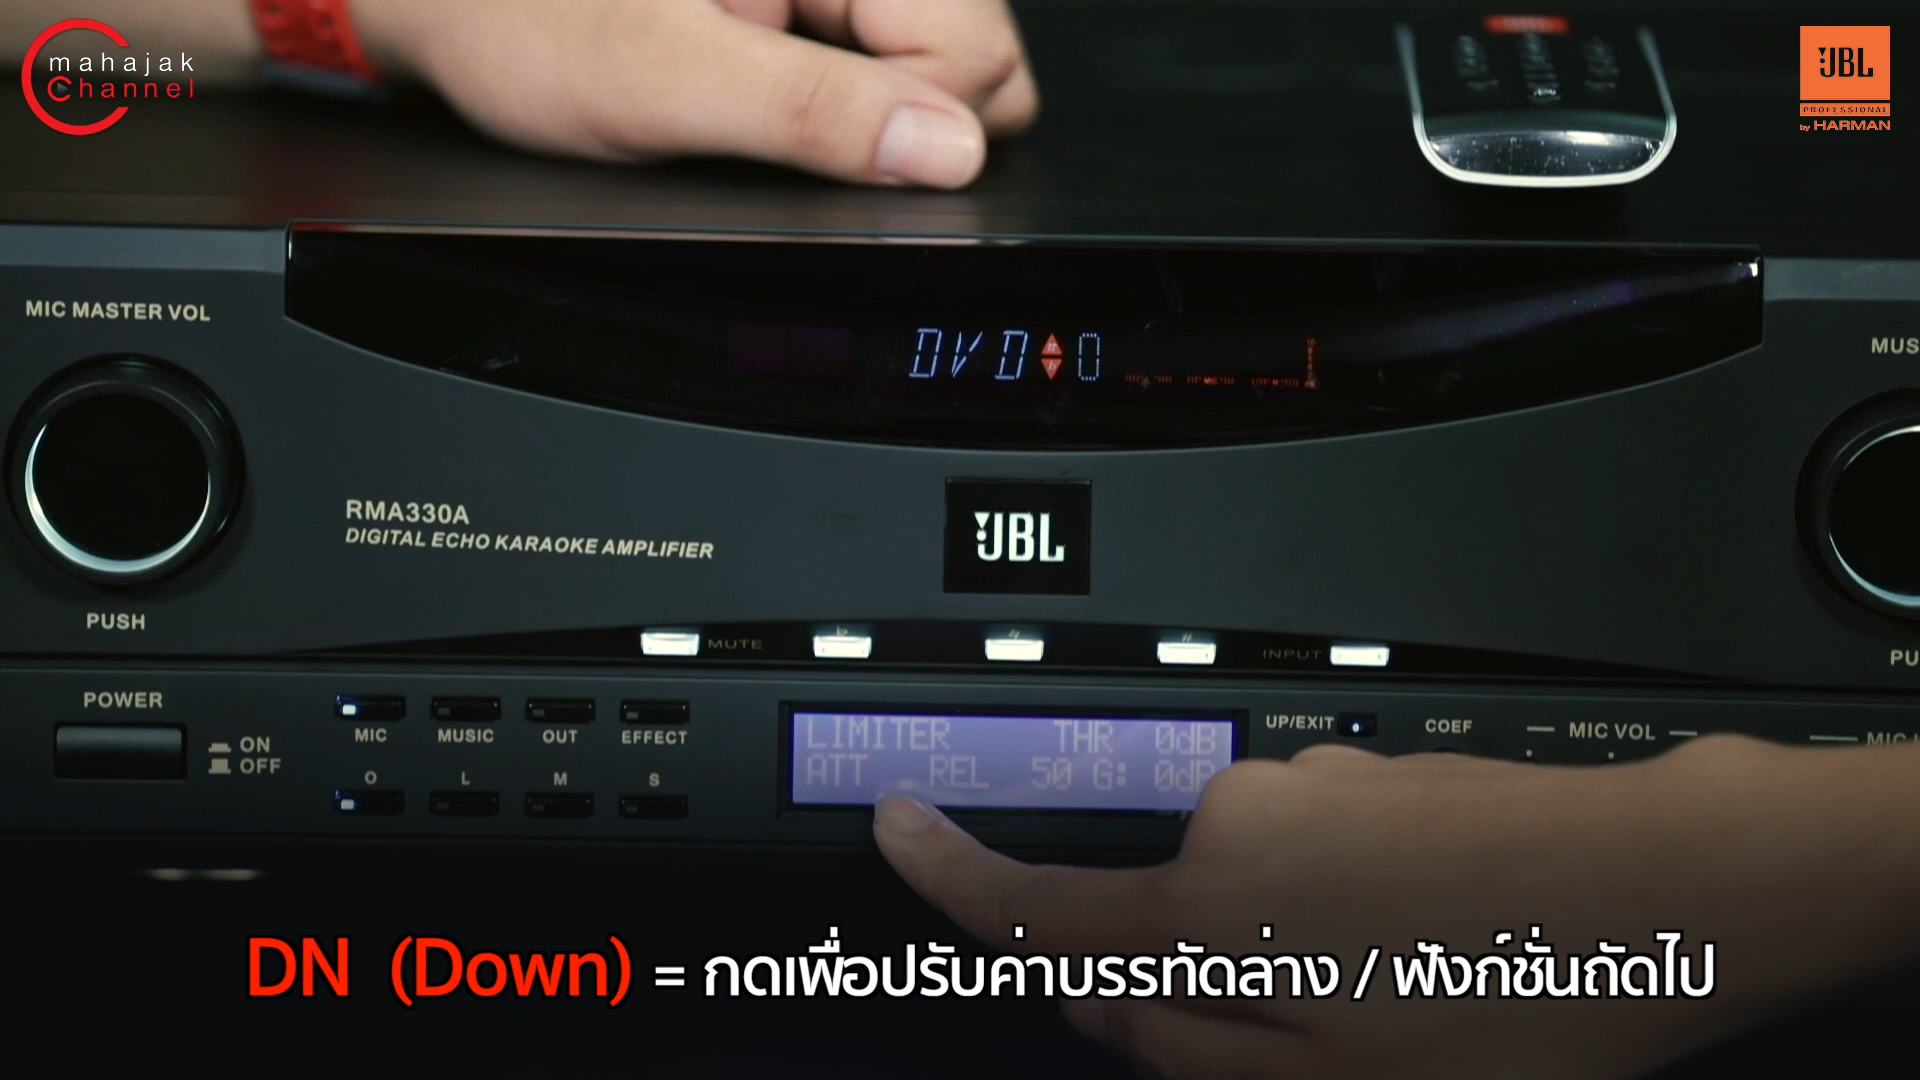 mahajak
Channel
JBL
PROFESSIONAL
by HARMAN
MIC MASTER VOL
DVD 0
MUS
RMA330A
DIGITAL ECHO KARAOKE AMPLIFIER
JBL
PUSH
MUTE
INPUT
PU
POWER
ON
OFF
MIC MUSIC OUT EFFECT
O L M S
LIMITER THR 0dB
ATT REL 50 G: 0dB
UP/EXIT
COEF
MIC VOL
DN (Down) = กดเพื่อปรับค่าบรรทัดล่าง / ฟังก์ชั่นถัดไป